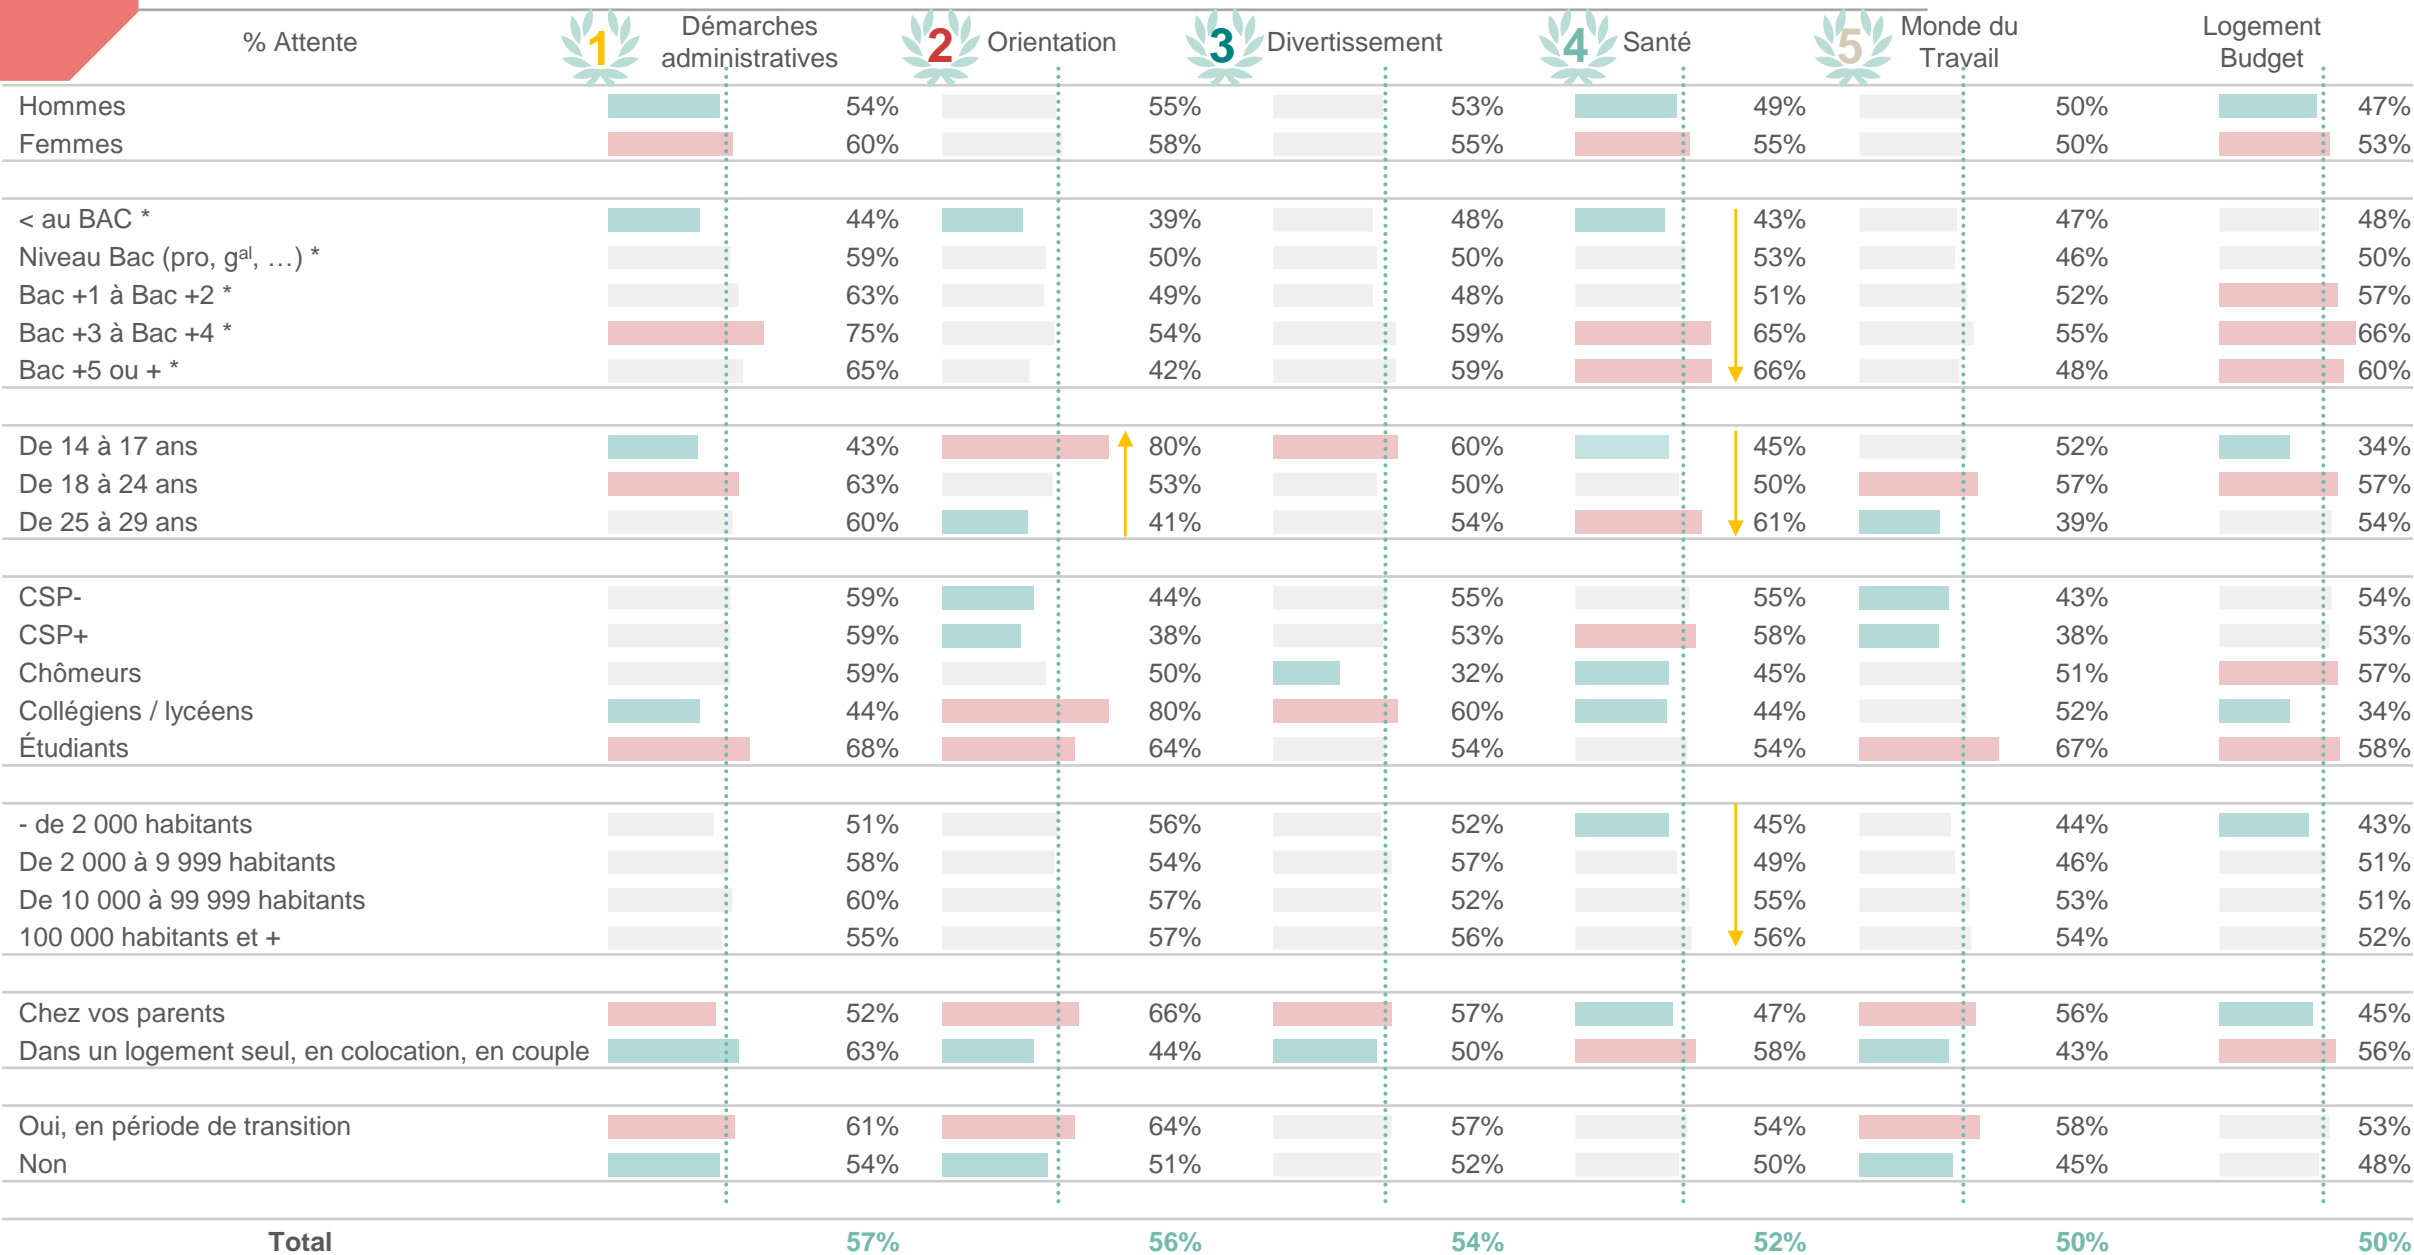 % Attente 1 Démarches administratives 2 Orientation 3 Divertissement 4 Santé 5 Monde du Travail Logement Budget
Hommes 54% 55% 53% 49% 50% 47%
Femmes 60% 58% 55% 55% 50% 53%
< au BAC * 44% 39% 48% 43% 47% 48%
Niveau Bac (pro, gal, …) * 59% 50% 50% 53% 46% 50%
Bac +1 à Bac +2 * 63% 49% 48% 51% 52% 57%
Bac +3 à Bac +4 * 75% 54% 59% 65% 55% 66%
Bac +5 ou + * 65% 42% 59% 66% 48% 60%
De 14 à 17 ans 43% 80% 60% 45% 52% 34%
De 18 à 24 ans 63% 53% 50% 50% 57% 57%
De 25 à 29 ans 60% 41% 54% 61% 39% 54%
CSP- 59% 44% 55% 55% 43% 54%
CSP+ 59% 38% 53% 58% 38% 53%
Chômeurs 59% 50% 32% 45% 51% 57%
Collégiens / lycéens 44% 80% 60% 44% 52% 34%
Étudiants 68% 64% 54% 54% 67% 58%
- de 2 000 habitants 51% 56% 52% 45% 44% 43%
De 2 000 à 9 999 habitants 58% 54% 57% 49% 46% 51%
De 10 000 à 99 999 habitants 60% 57% 52% 55% 53% 51%
100 000 habitants et + 55% 57% 56% 56% 54% 52%
Chez vos parents 52% 66% 57% 47% 56% 45%
Dans un logement seul, en colocation, en couple 63% 44% 50% 58% 43% 56%
Oui, en période de transition 61% 64% 57% 54% 58% 53%
Non 54% 51% 52% 50% 45% 48%
Total 57% 56% 54% 52% 50% 50%